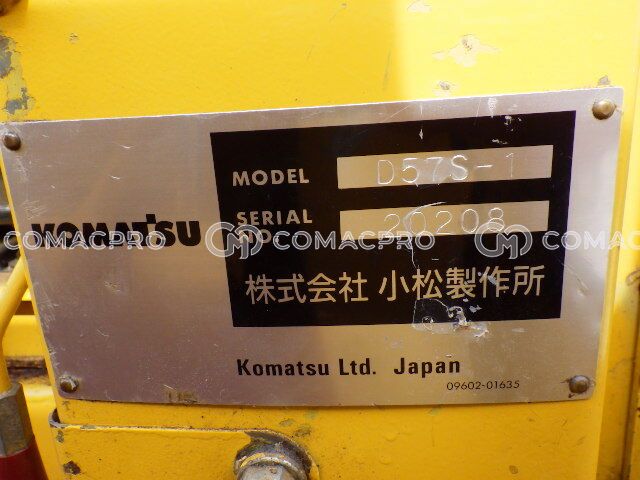 MODEL D57S-1
KOMATSU
SERIAL NO. 20208
COMACPRO COMACPRO COMACPRO
株式会社 小松製作所
Komatsu Ltd. Japan
09602-01635